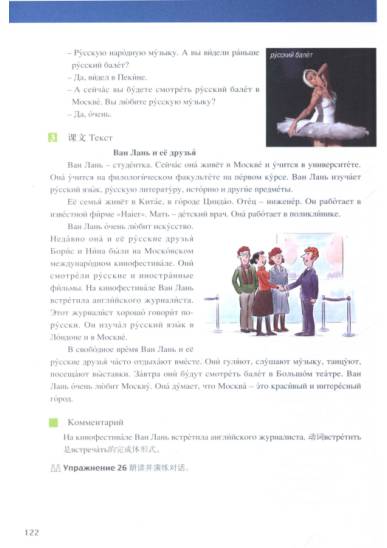 – Ру́сскую наро́дную му́зыку. А вы ви́дели ра́ньше
ру́сский бале́т?
– Да, ви́дел в Пеки́не.
– А сейча́с вы бу́дете смотре́ть ру́сский бале́т в
Москве́. Вы лю́бите ру́сскую му́зыку?
– Да, о́чень.
ру́сский бале́т
3 课文 Текст
Ван Лань и её друзья́
Ван Лань – студе́нтка. Сейча́с она́ живёт в Москве́ и у́чится в университе́те.
Она́ у́чится на филологи́ческом факульте́те на пе́рвом ку́рсе. Ван Лань изуча́ет
ру́сский язы́к, ру́сскую литерату́ру, исто́рию и други́е предме́ты.
Её семья́ живёт в Кита́е, в го́роде Циндáо. Оте́ц – инжене́р. Он рабо́тает в
изве́стной фи́рме «Haier». Мать – де́тский врач. Она́ рабо́тает в поликли́нике.
Ван Лань о́чень лю́бит иску́сство.
Неда́вно она́ и её ру́сские друзья́
Бори́с и Ни́на бы́ли на Моско́вском
междунаро́дном кинофестива́ле. Они́
смотре́ли ру́сские и иностра́нные
фи́льмы. На кинофестива́ле Ван Лань
встре́тила англи́йского журнали́ста.
Э́тот журнали́ст хорошо́ говори́т по-
ру́сски. Он изуча́л ру́сский язы́к в
Ло́ндоне и в Москве́.
В свобо́дное вре́мя Ван Лань и её
ру́сские друзья́ ча́сто отдыха́ют вме́сте. Они́ гуля́ют, слу́шают му́зыку, танцу́ют,
посеща́ют вы́ставки. За́втра они́ бу́дут смотре́ть бале́т в Большо́м теа́тре. Ван
Лань о́чень лю́бит Москву́. Она́ ду́мает, что Москва́ – э́то краси́вый и интере́сный
го́род.
Комментарий
На кинофестива́ле Ван Лань встре́тила англи́йского журнали́ста. 动词встре́тить
是встреча́ть的完成体形式。
Упражнение 26 朗读并演练对话。
122